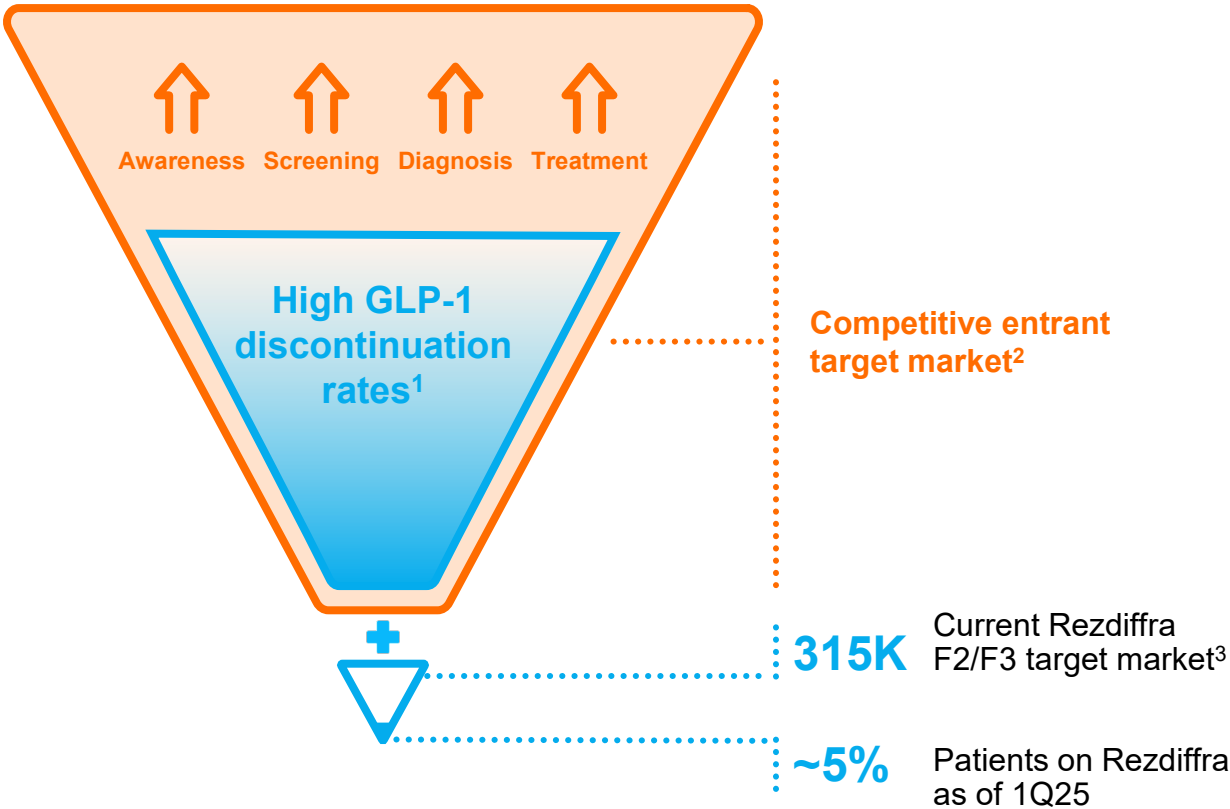 Awareness Screening Diagnosis Treatment
High GLP-1
discontinuation
rates¹
Competitive entrant
target market²
315K
Current Rezdiffra
F2/F3 target market³
~5%
Patients on Rezdiffra
as of 1Q25